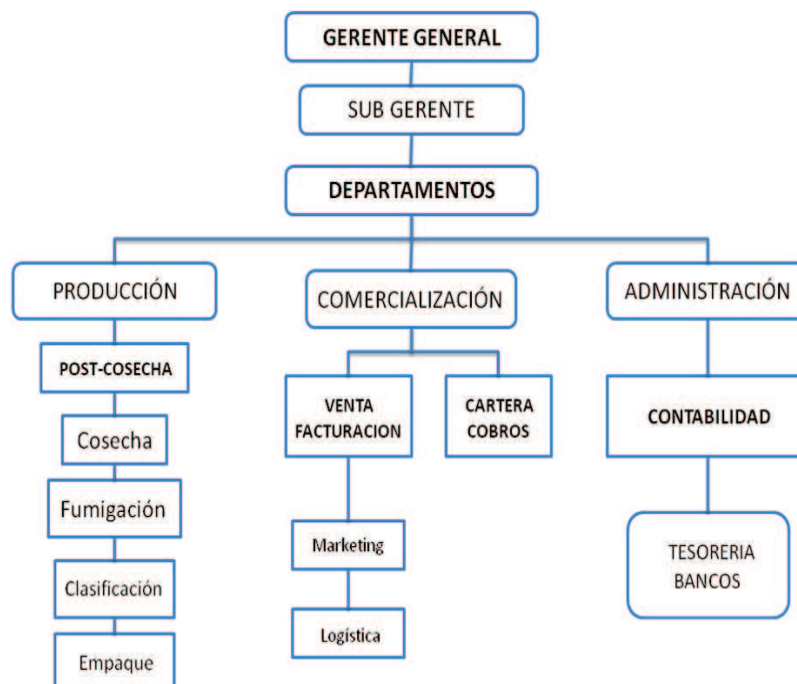 GERENTE GENERAL
SUB GERENTE
DEPARTAMENTOS
PRODUCCIÓN
COMERCIALIZACIÓN
ADMINISTRACIÓN
POST-COSECHA
Cosecha
Fumigación
Clasificación
Empaque
VENTA
FACTURACION
Marketing
Logística
CARTERA
COBROS
CONTABILIDAD
TESORERIA
BANCOS